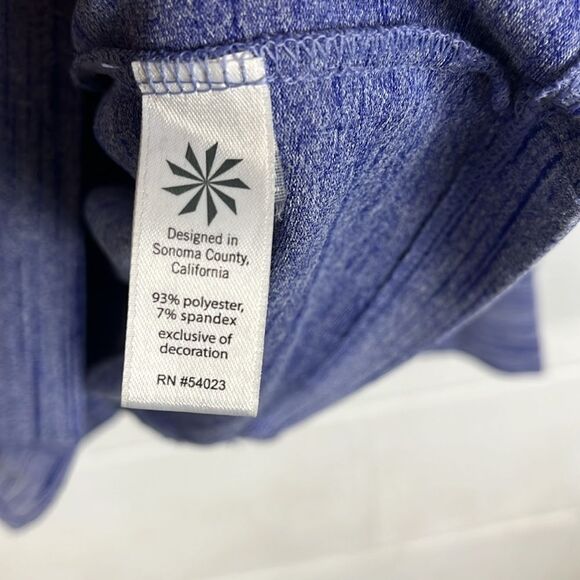 Designed in
Sonoma County,
California
93% polyester,
7% spandex
exclusive of
decoration
RN #54023